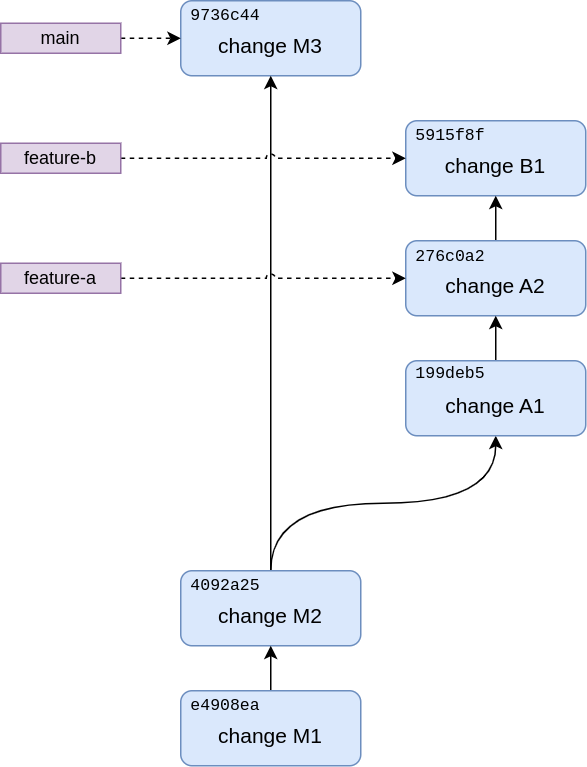 9736c44
main
change M3
5915f8f
feature-b
change B1
276c0a2
feature-a
change A2
199deb5
change A1
4092a25
change M2
e4908ea
change M1